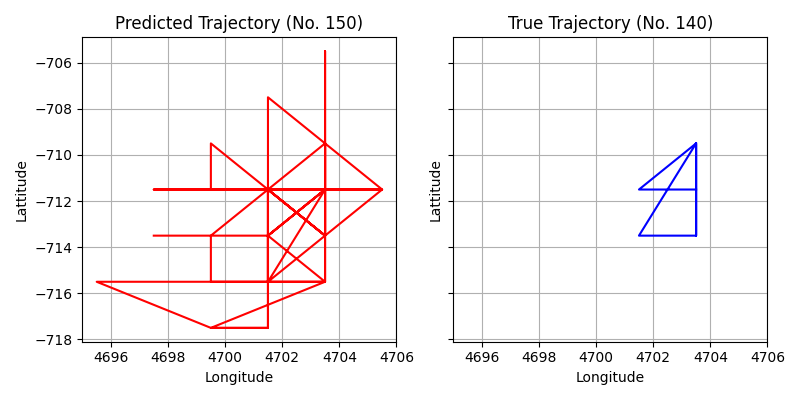 Predicted Trajectory (No. 150)
True Trajectory (No. 140)
Lattitude
−706
−708
−710
−712
−714
−716
−718
4696 4698 4700 4702 4704 4706
Longitude
Lattitude
4696 4698 4700 4702 4704 4706
Longitude